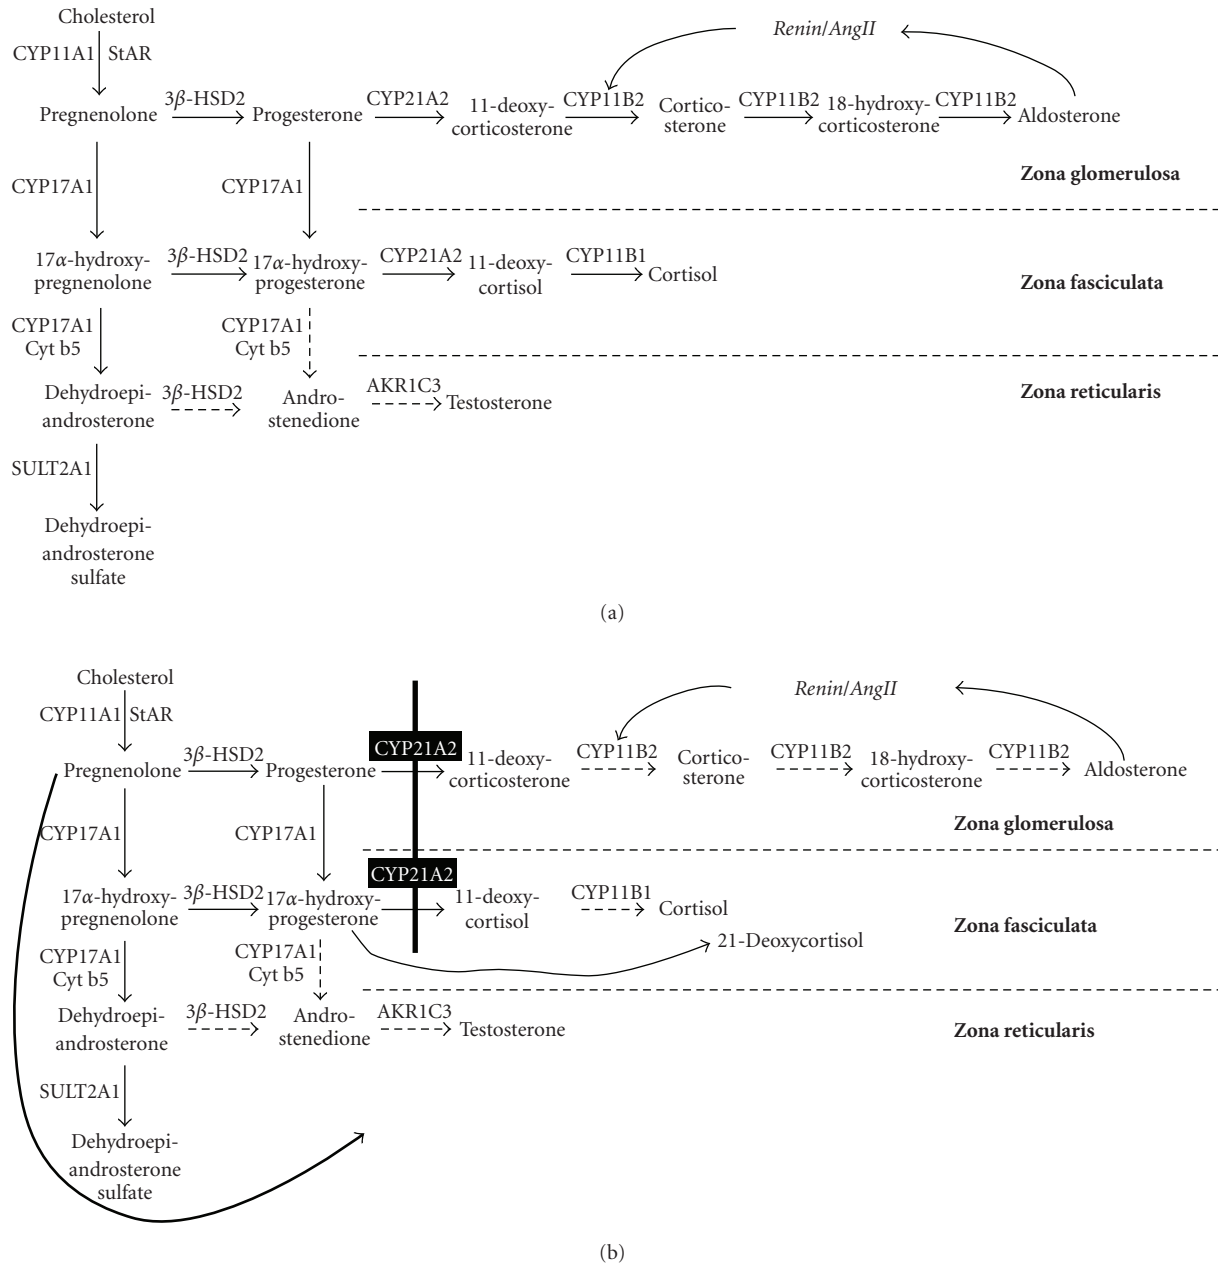 Cholesterol
CYP11A1 StAR
Renin/AngII
Pregnenolone
3β-HSD2
Progesterone
CYP21A2
11-deoxy-
corticosterone
CYP11B2
Cortico-
sterone
CYP11B2
18-hydroxy-
corticosterone
CYP11B2
Aldosterone
CYP17A1
CYP17A1
Zona glomerulosa
17α-hydroxy-
pregnenolone
3β-HSD2
17α-hydroxy-
progesterone
CYP21A2
11-deoxy-
cortisol
CYP11B1
Cortisol
Zona fasciculata
CYP17A1
Cyt b5
CYP17A1
Cyt b5
Dehydroepi-
androsterone
3β-HSD2
Andro-
stenedione
AKR1C3
Testosterone
Zona reticularis
SULT2A1
Dehydroepi-
androsterone
sulfate
(a)
Cholesterol
CYP11A1 StAR
Renin/AngII
Pregnenolone
3β-HSD2
Progesterone
CYP21A2
11-deoxy-
corticosterone
CYP11B2
Cortico-
sterone
CYP11B2
18-hydroxy-
corticosterone
CYP11B2
Aldosterone
CYP17A1
CYP17A1
Zona glomerulosa
17α-hydroxy-
pregnenolone
3β-HSD2
17α-hydroxy-
progesterone
CYP21A2
11-deoxy-
cortisol
CYP11B1
Cortisol
21-Deoxycortisol
Zona fasciculata
CYP17A1
Cyt b5
CYP17A1
Cyt b5
Dehydroepi-
androsterone
3β-HSD2
Andro-
stenedione
AKR1C3
Testosterone
Zona reticularis
SULT2A1
Dehydroepi-
androsterone
sulfate
(b)